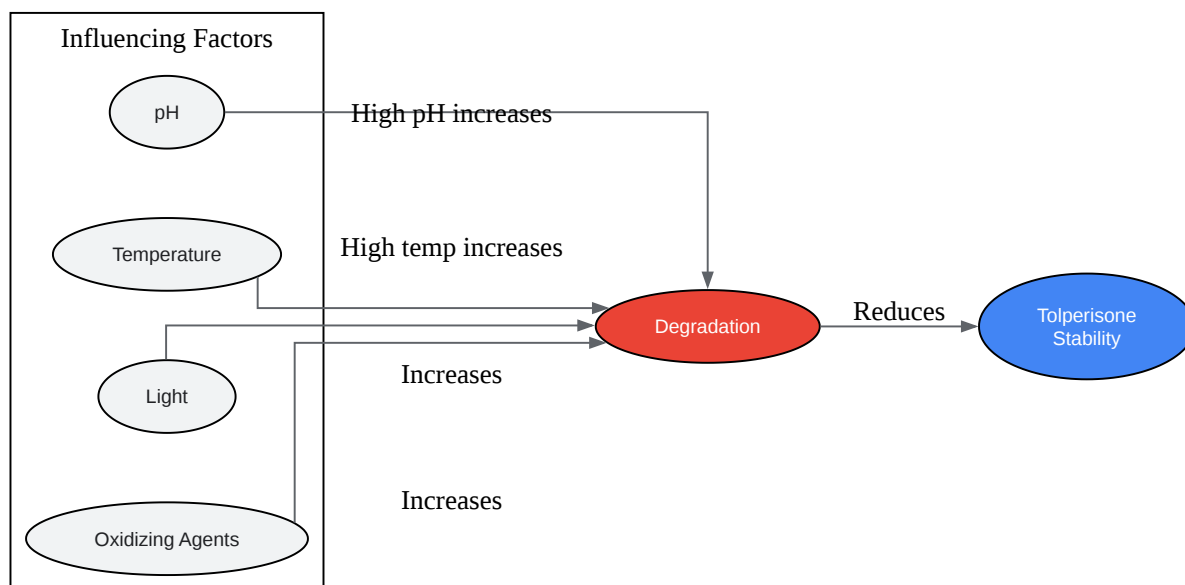 Influencing Factors
pH
High pH increases
Temperature
High temp increases
Degradation
Reduces
Tolperisone
Stability
Light
Increases
Oxidizing Agents
Increases